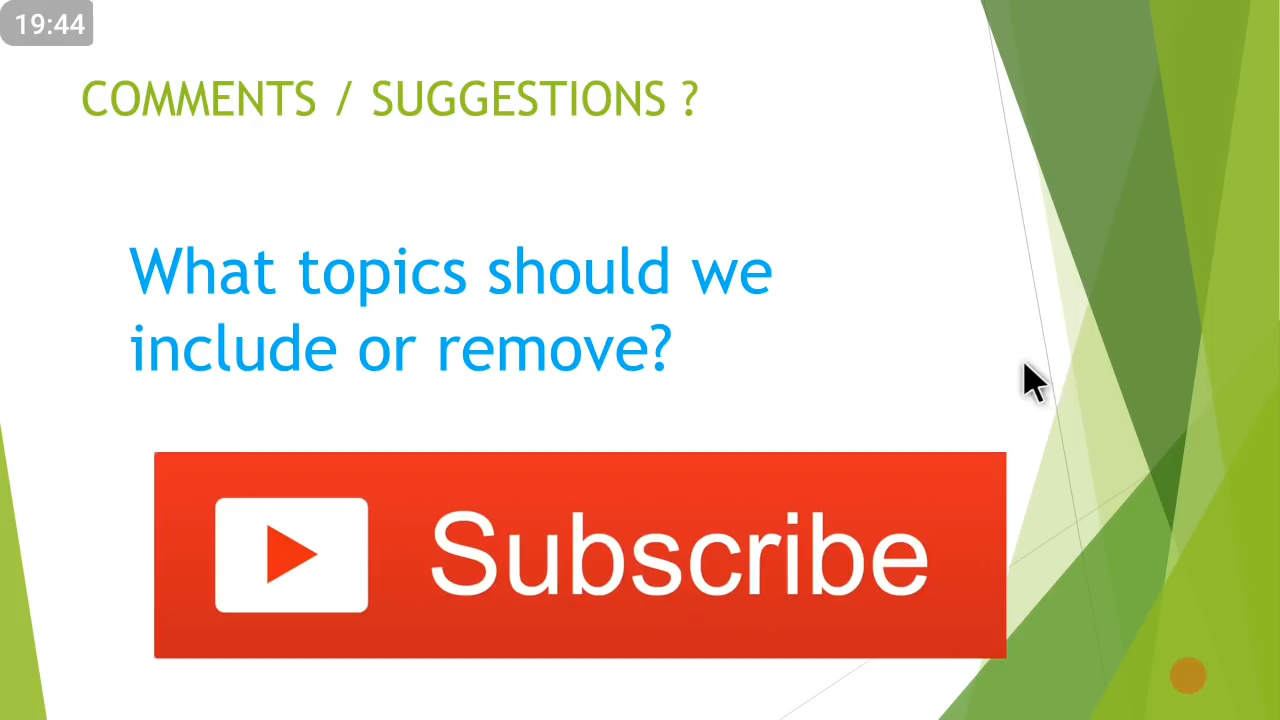 19:44
COMMENTS / SUGGESTIONS ?
What topics should we
include or remove?
Subscribe